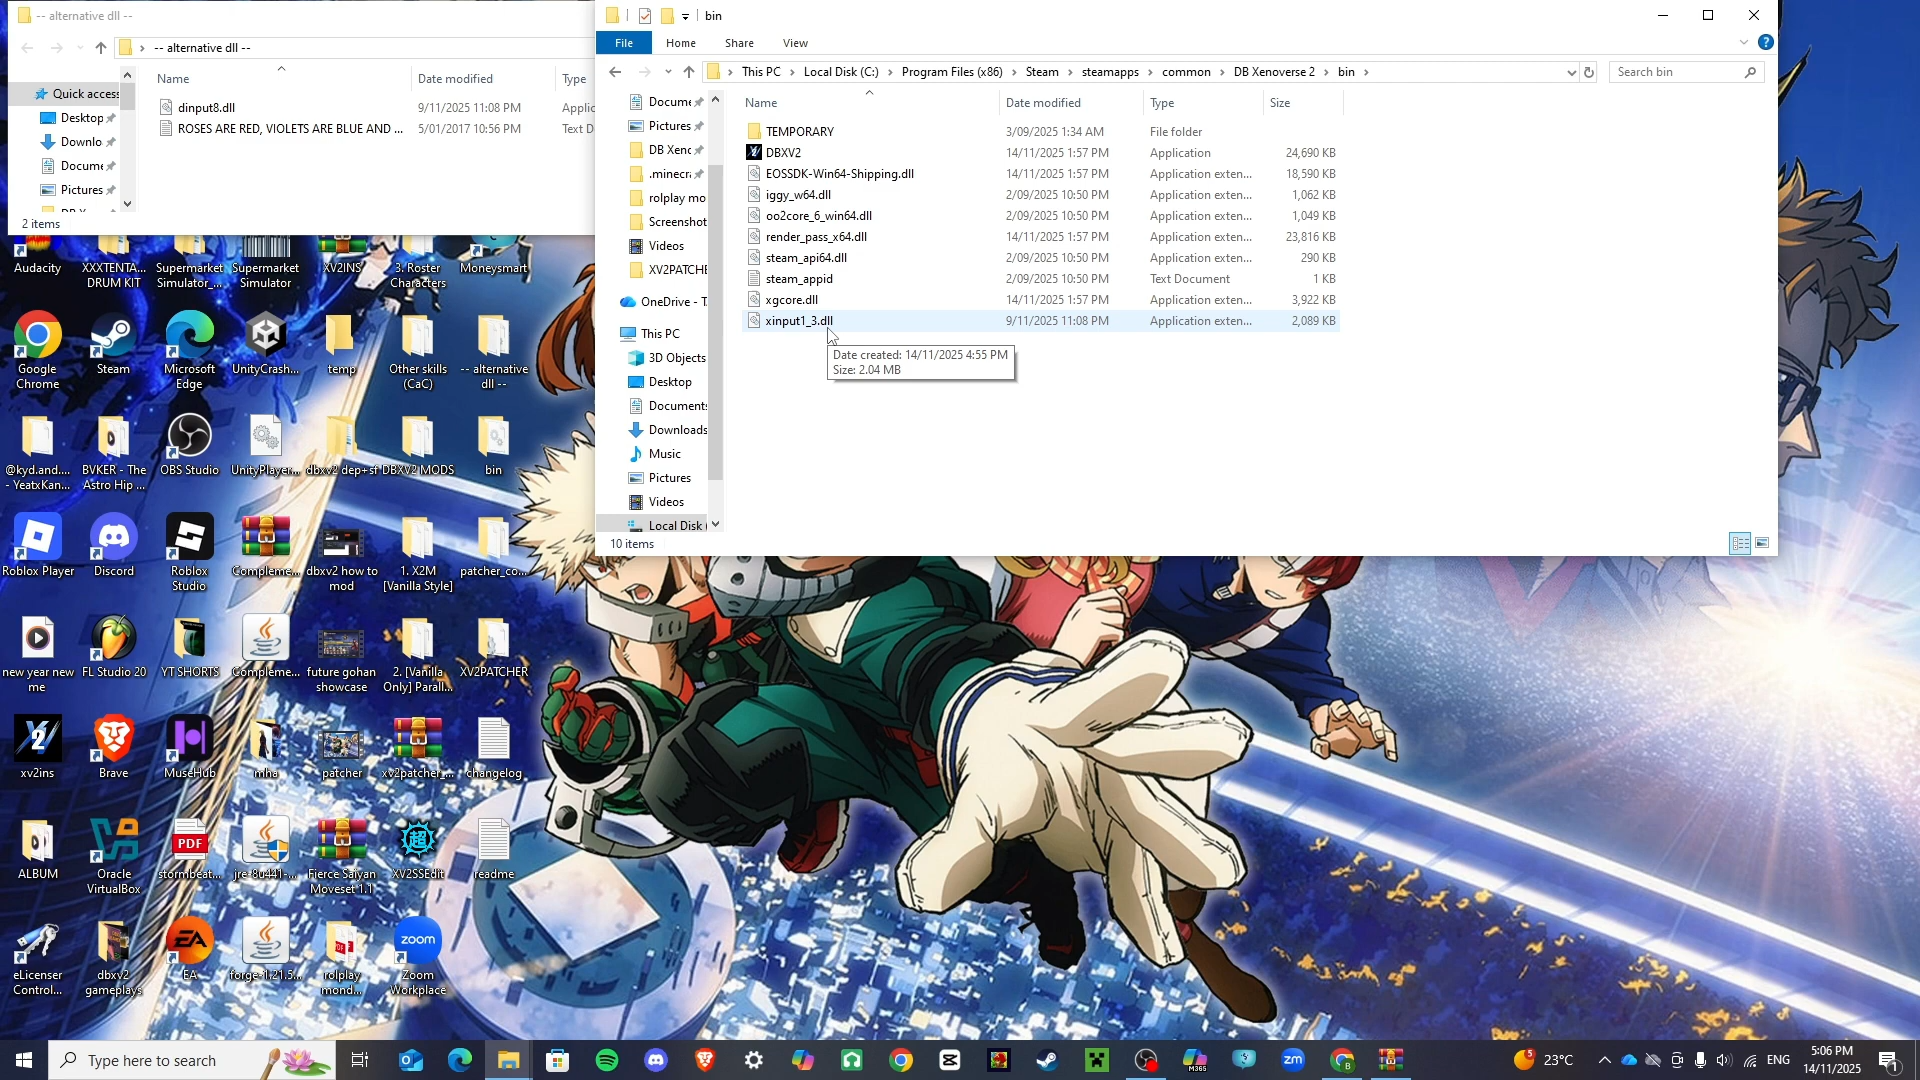 -- alternative dll --
-- alternative dll --
Name
Date modified
Type
Quick access
Desktop
Downlo
Docume
Pictures
dinput8.dll
9/11/2025 11:08 PM
Applic
ROSES ARE RED, VIOLETS ARE BLUE AND ...
5/01/2017 10:56 PM
Text D
2 items
bin
File
Home
Share
View
This PC
Local Disk (C:)
Program Files (x86)
Steam
steamapps
common
DB Xenoverse 2
bin
Search bin
Name
Date modified
Type
Size
Docume
Pictures
DB Xenc
.minecra
rolplay mo
Screenshot
Videos
XV2PATCHE
OneDrive - T
This PC
3D Objects
Desktop
Documents
Downloads
Music
Pictures
Videos
Local Disk (
TEMPORARY
3/09/2025 1:34 AM
File folder
DBXV2
14/11/2025 1:57 PM
Application
24,690 KB
EOSSDK-Win64-Shipping.dll
14/11/2025 1:57 PM
Application exten...
18,590 KB
iggy_w64.dll
2/09/2025 10:50 PM
Application exten...
1,062 KB
oo2core_6_win64.dll
2/09/2025 10:50 PM
Application exten...
1,049 KB
render_pass_x64.dll
14/11/2025 1:57 PM
Application exten...
23,816 KB
steam_api64.dll
2/09/2025 10:50 PM
Application exten...
290 KB
steam_appid
2/09/2025 10:50 PM
Text Document
1 KB
xgcore.dll
14/11/2025 1:57 PM
Application exten...
3,922 KB
xinput1_3.dll
9/11/2025 11:08 PM
Application exten...
2,089 KB
Date created: 14/11/2025 4:55 PM
Size: 2.04 MB
10 items
Audacity
XXXTENTA...
DRUM KIT
Supermarket
Simulator_...
Supermarket
Simulator
XV2INS
3. Roster
Characters
Moneysmart
Google
Chrome
Steam
Microsoft
Edge
UnityCrash...
temp
Other skills
(CaC)
-- alternative
dll --
@kyd.and....
- YeatxKan...
BVKER - The
Astro Hip ...
OBS Studio
UnityPlayer...
dbxv2 dep+sf
DBXV2 MODS
bin
Roblox Player
Discord
Roblox
Studio
Compleme...
dbxv2 how to
mod
1. X2M
[Vanilla Style]
patcher_co...
new year new
me
FL Studio 20
YT SHORTS
Compleme...
future gohan
showcase
2. [Vanilla
Only] Parall...
XV2PATCHER
xv2ins
Brave
MuseHub
mha
patcher
xv2patcher_...
changelog
ALBUM
Oracle
VirtualBox
PDF
stormbeat...
jre-8u441-...
Fierce Saiyan
Moveset 1.1
XV2SSEdit
readme
eLicenser
Control...
dbxv2
gameplays
EA
EA
forge-1.21.5...
rolplay
mond...
zoom
Zoom
Workplace
Type here to search
M365
zm
23°C
ENG
5:06 PM
14/11/2025